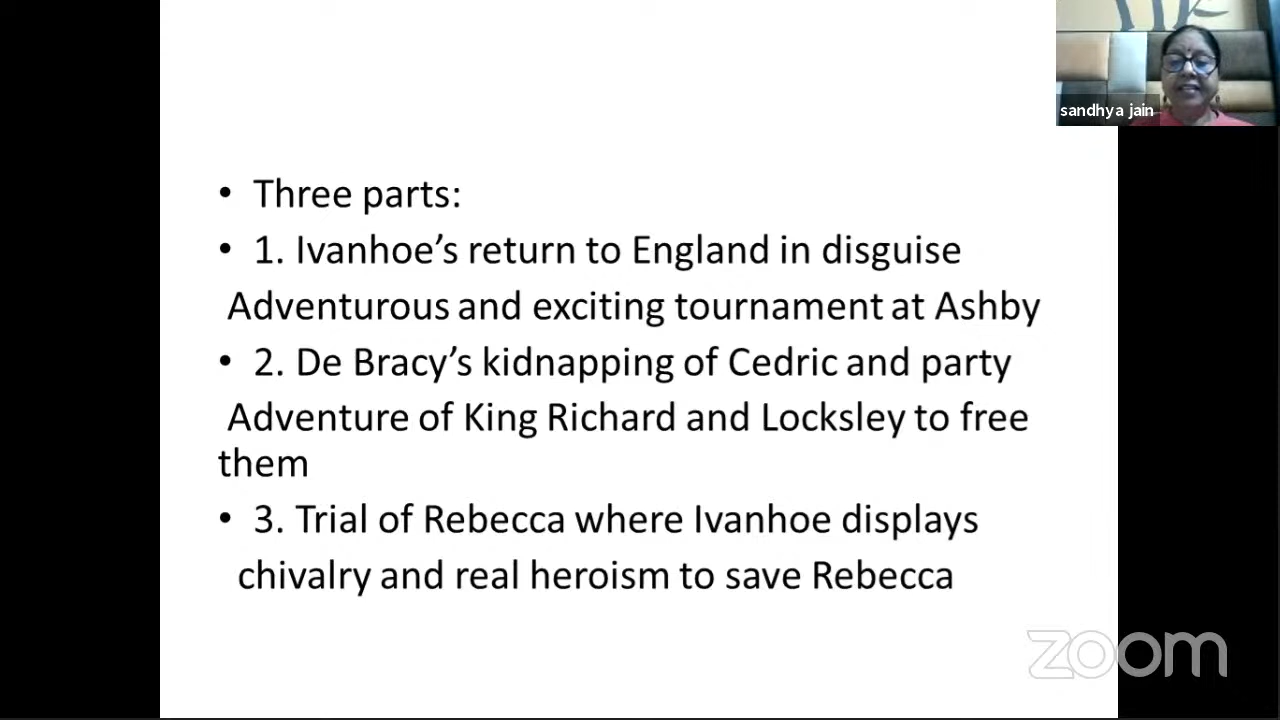 sandhya jain
• Three parts:
• 1. Ivanhoe’s return to England in disguise
Adventurous and exciting tournament at Ashby
• 2. De Bracy’s kidnapping of Cedric and party
Adventure of King Richard and Locksley to free
them
• 3. Trial of Rebecca where Ivanhoe displays
chivalry and real heroism to save Rebecca
zoom